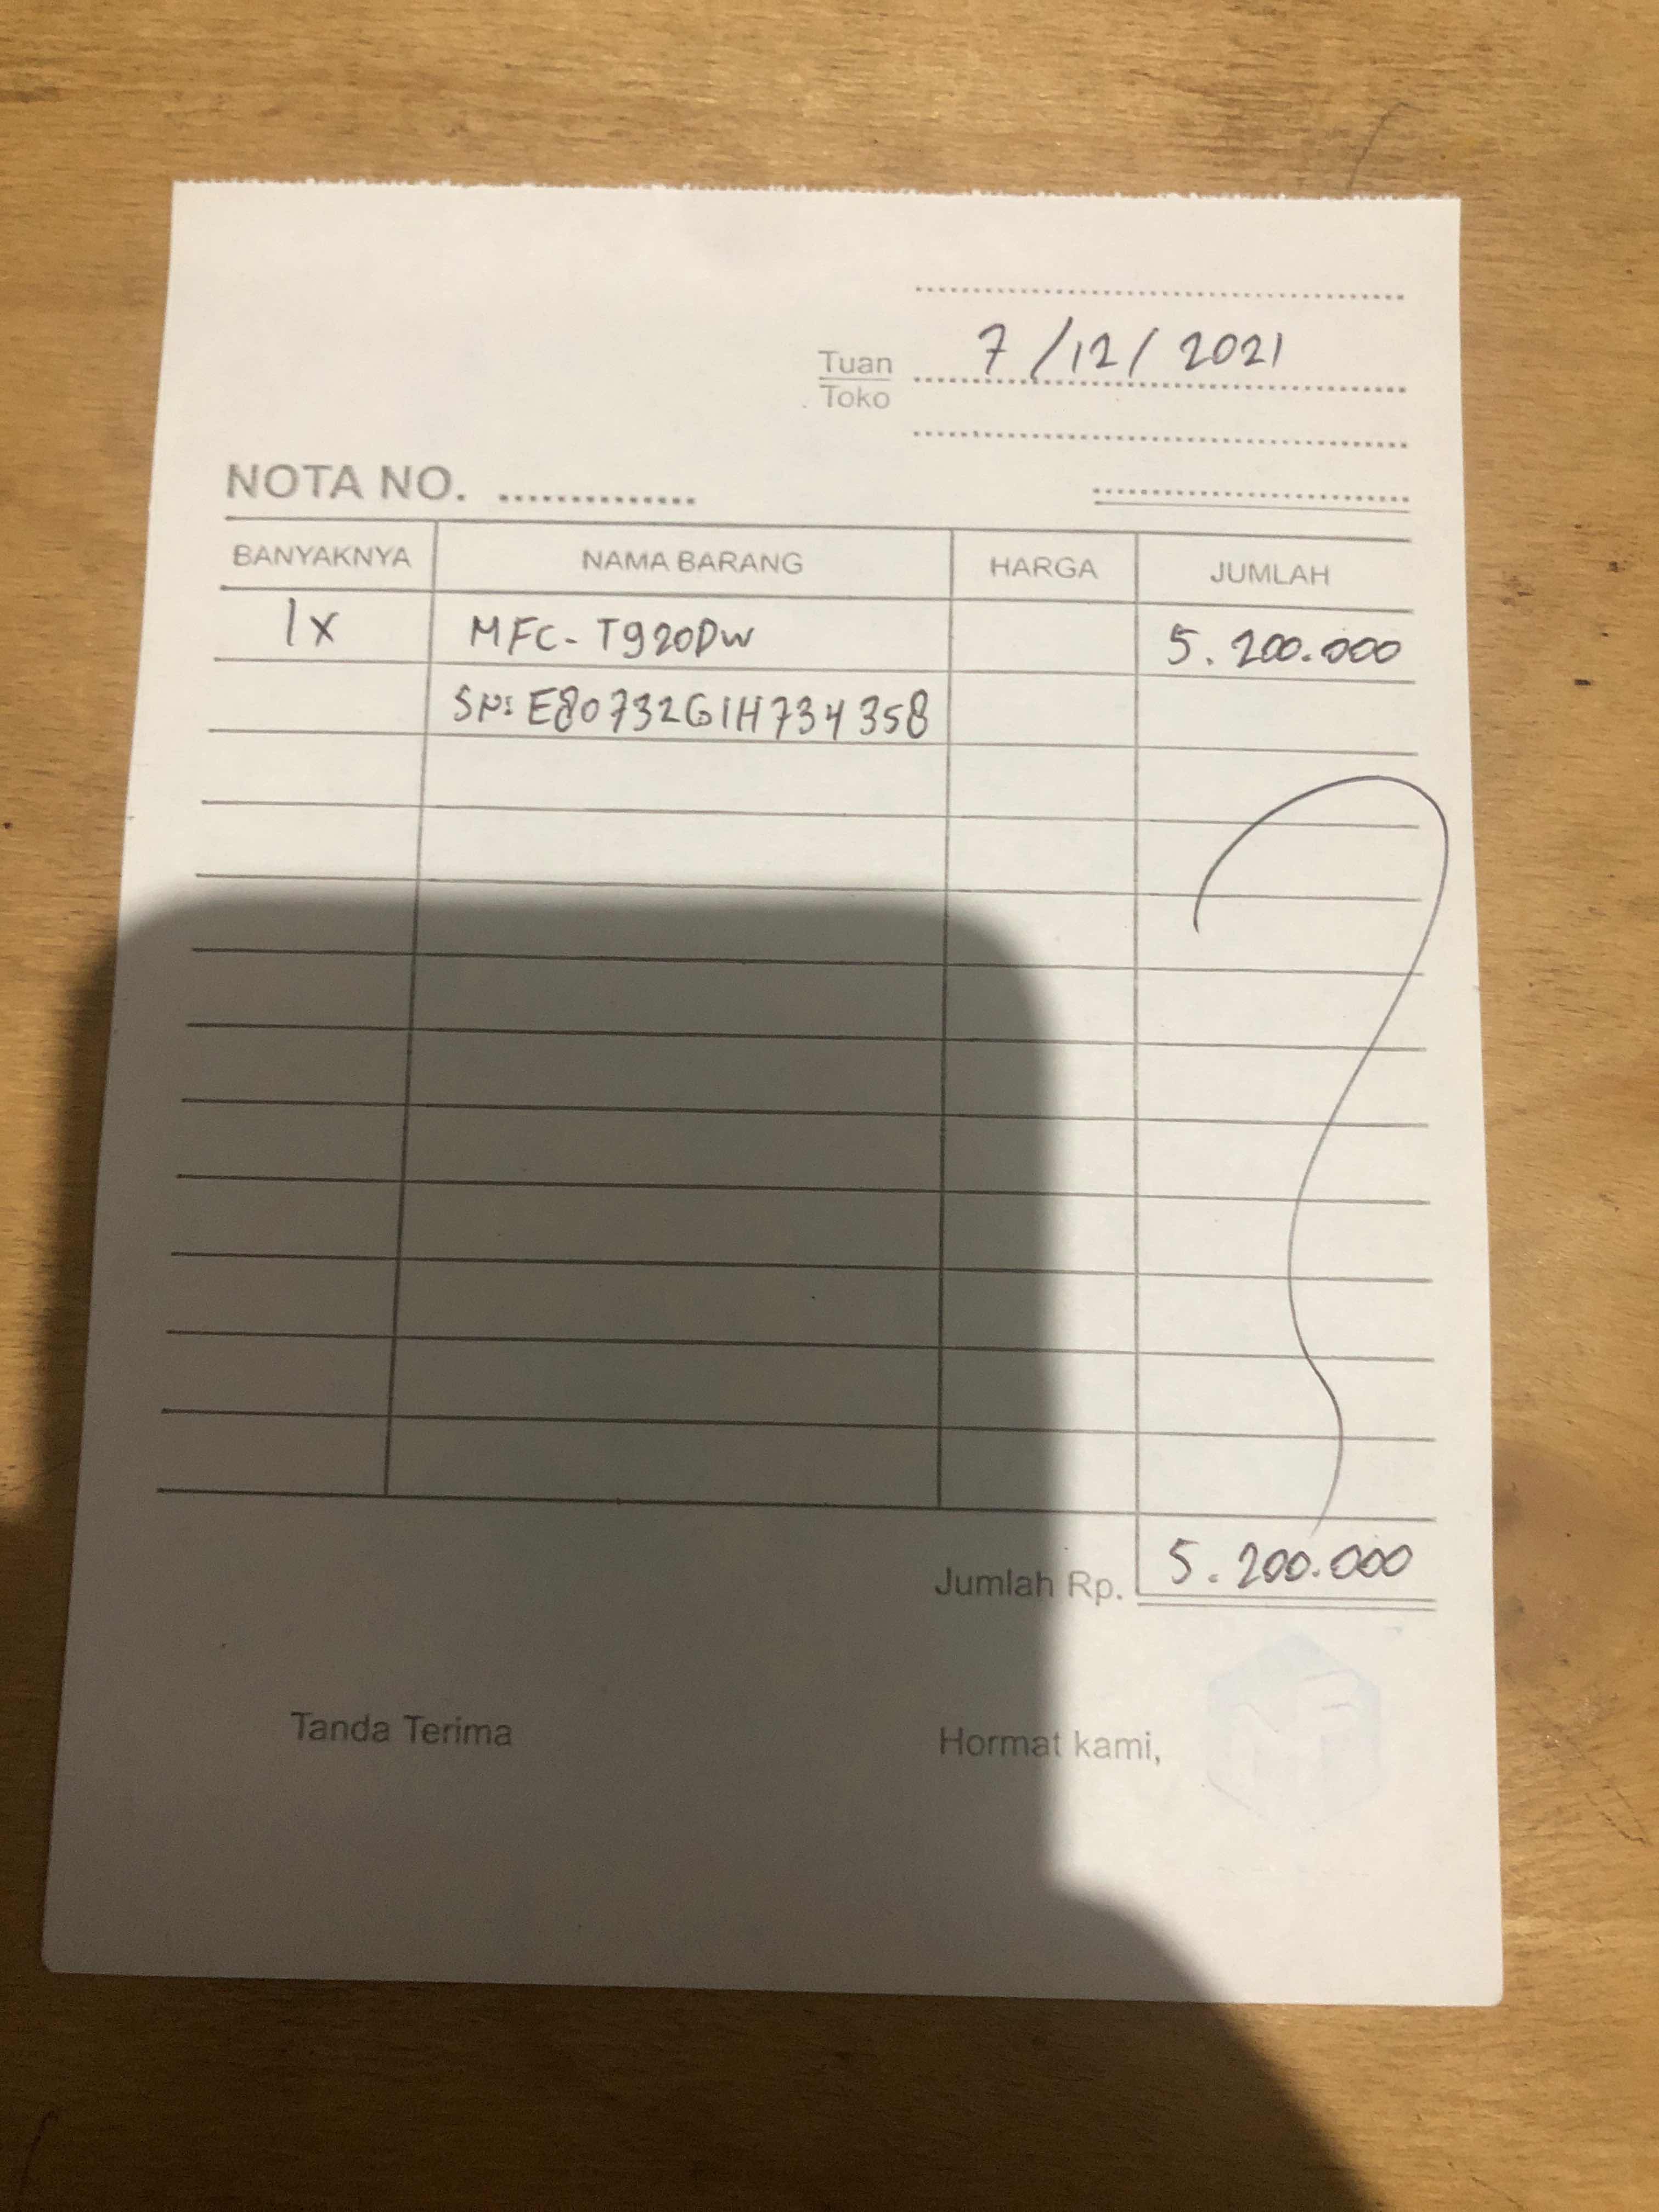 7/12/2021
Tuan
Toko
NOTA NO. ..............
BANYAKNYA NAMA BARANG HARGA JUMLAH
1x MFC-T920DW 5.200.000
SN: E80732G1H734358
Jumlah Rp. 5.200.000
Tanda Terima Hormat kami,